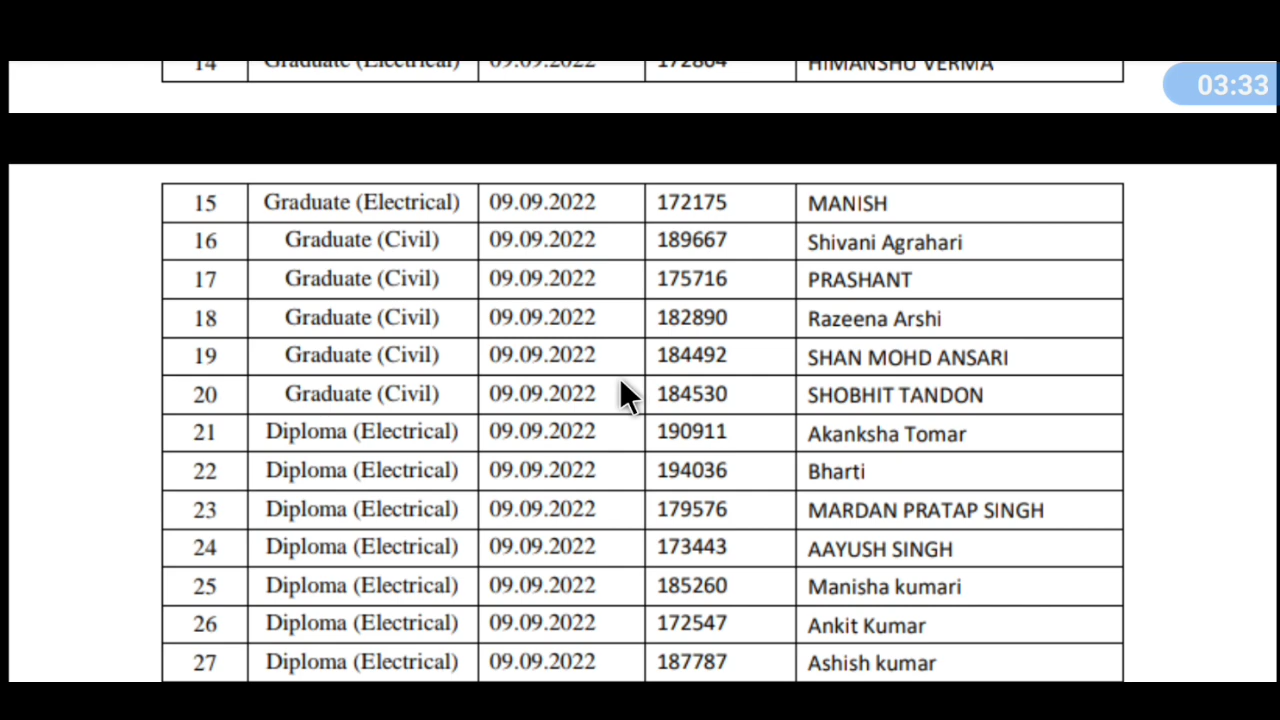 14 Graduate (Electrical) 09.09.2022 172804 HIMANSHU VERMA
03:33
15 Graduate (Electrical) 09.09.2022 172175 MANISH
16 Graduate (Civil) 09.09.2022 189667 Shivani Agrahari
17 Graduate (Civil) 09.09.2022 175716 PRASHANT
18 Graduate (Civil) 09.09.2022 182890 Razeena Arshi
19 Graduate (Civil) 09.09.2022 184492 SHAN MOHD ANSARI
20 Graduate (Civil) 09.09.2022 184530 SHOBHIT TANDON
21 Diploma (Electrical) 09.09.2022 190911 Akanksha Tomar
22 Diploma (Electrical) 09.09.2022 194036 Bharti
23 Diploma (Electrical) 09.09.2022 179576 MARDAN PRATAP SINGH
24 Diploma (Electrical) 09.09.2022 173443 AAYUSH SINGH
25 Diploma (Electrical) 09.09.2022 185260 Manisha kumari
26 Diploma (Electrical) 09.09.2022 172547 Ankit Kumar
27 Diploma (Electrical) 09.09.2022 187787 Ashish kumar